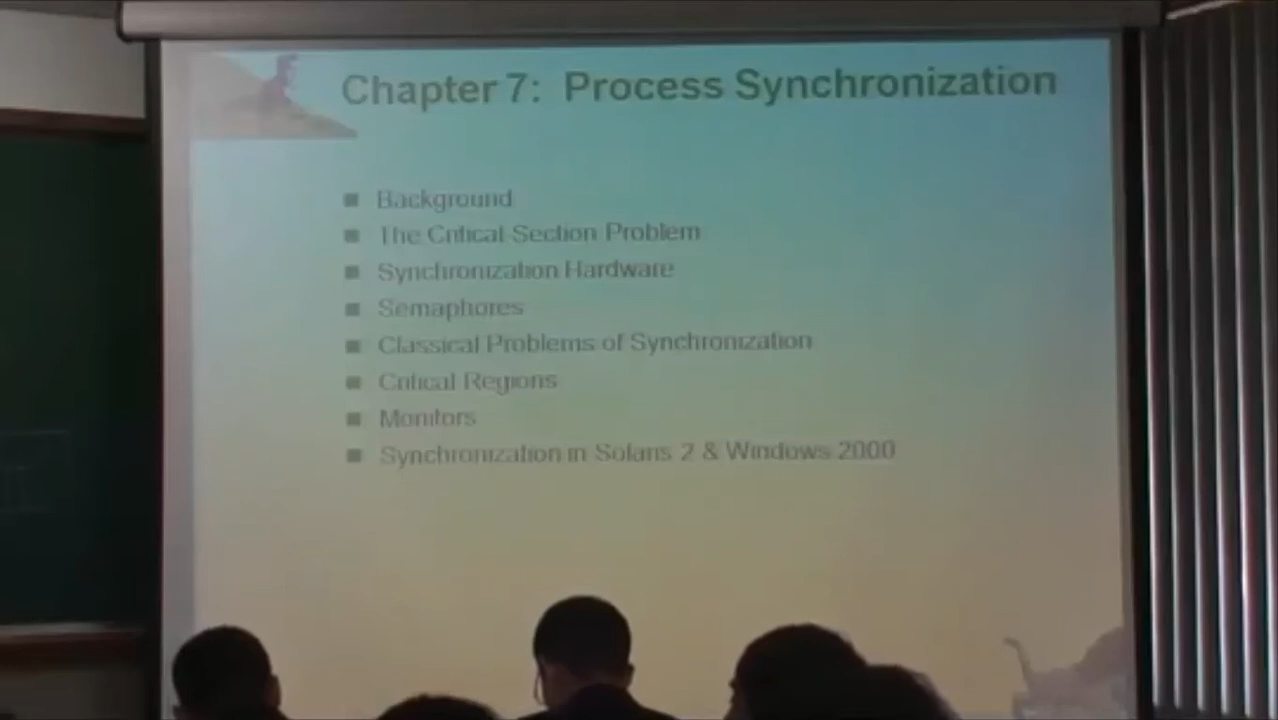 Chapter 7: Process Synchronization
Background
The Critical-Section Problem
Synchronization Hardware
Semaphores
Classical Problems of Synchronization
Critical Regions
Monitors
Synchronization in Solaris 2 & Windows 2000